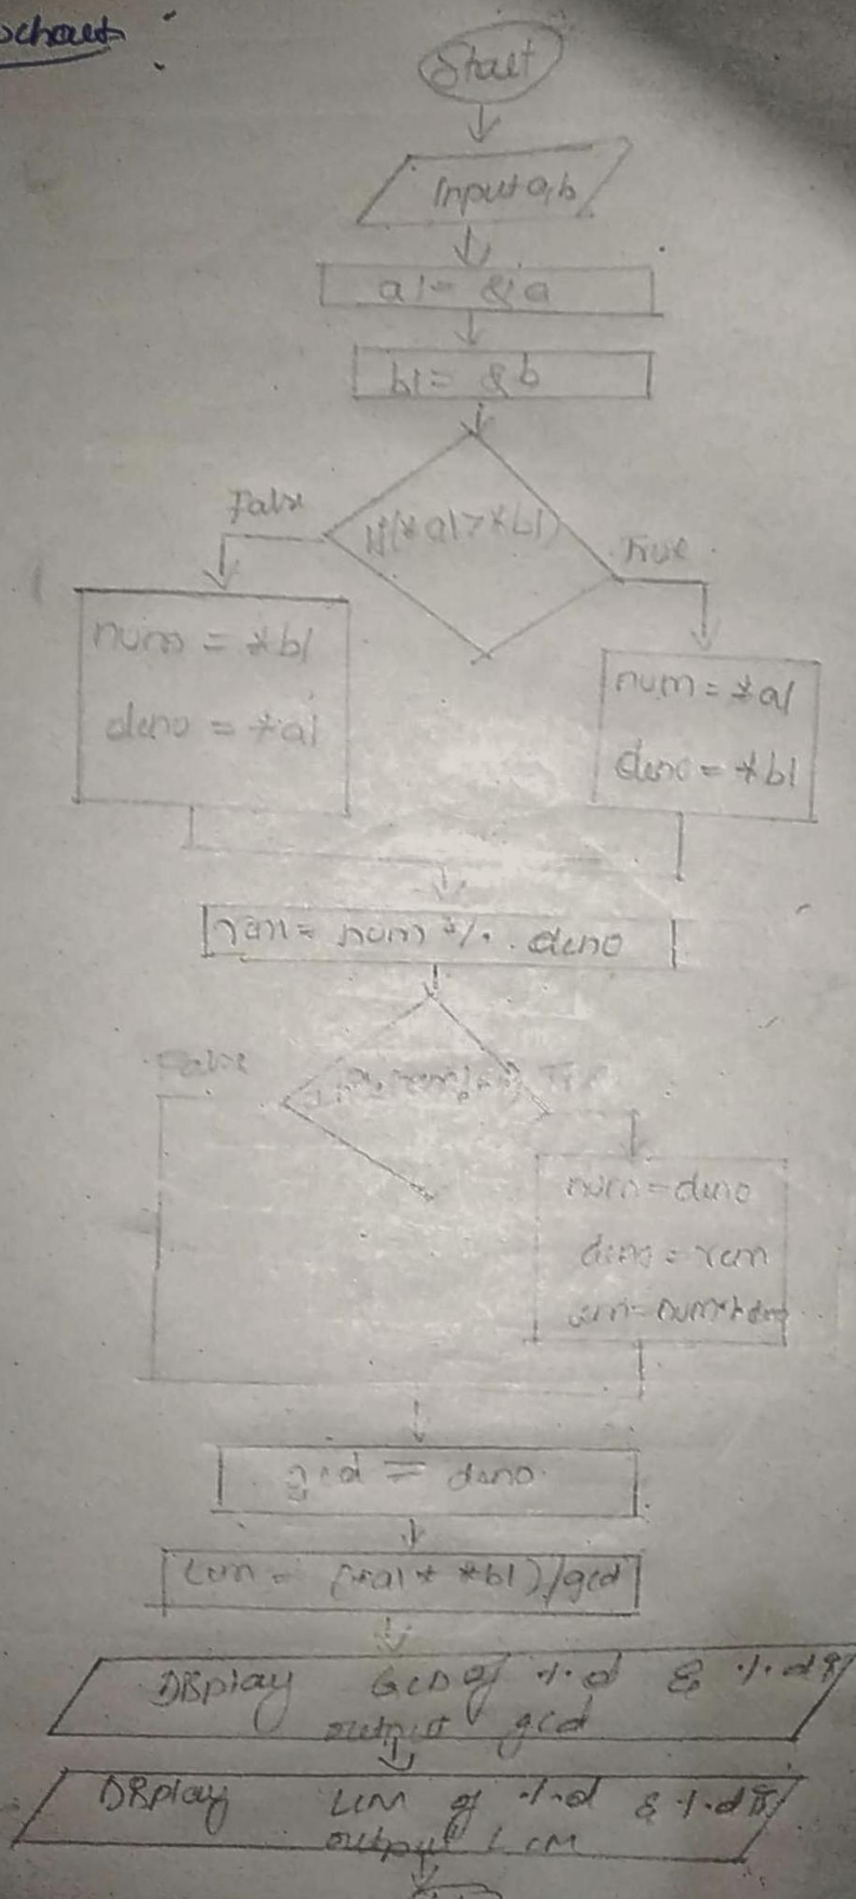 Start
Input a,b
a1 = &a
b1 = &b
if(*a1>*b1)
False
True
num = *b1
deno = *a1
num = *a1
deno = *b1
rem = num % deno
False
num = deno
deno = rem
gcd = deno
Lcm = (*a1 * *b1)/gcd
Display GCD of %d & %d
output gcd
Display LCM of %d & %d
output LCM